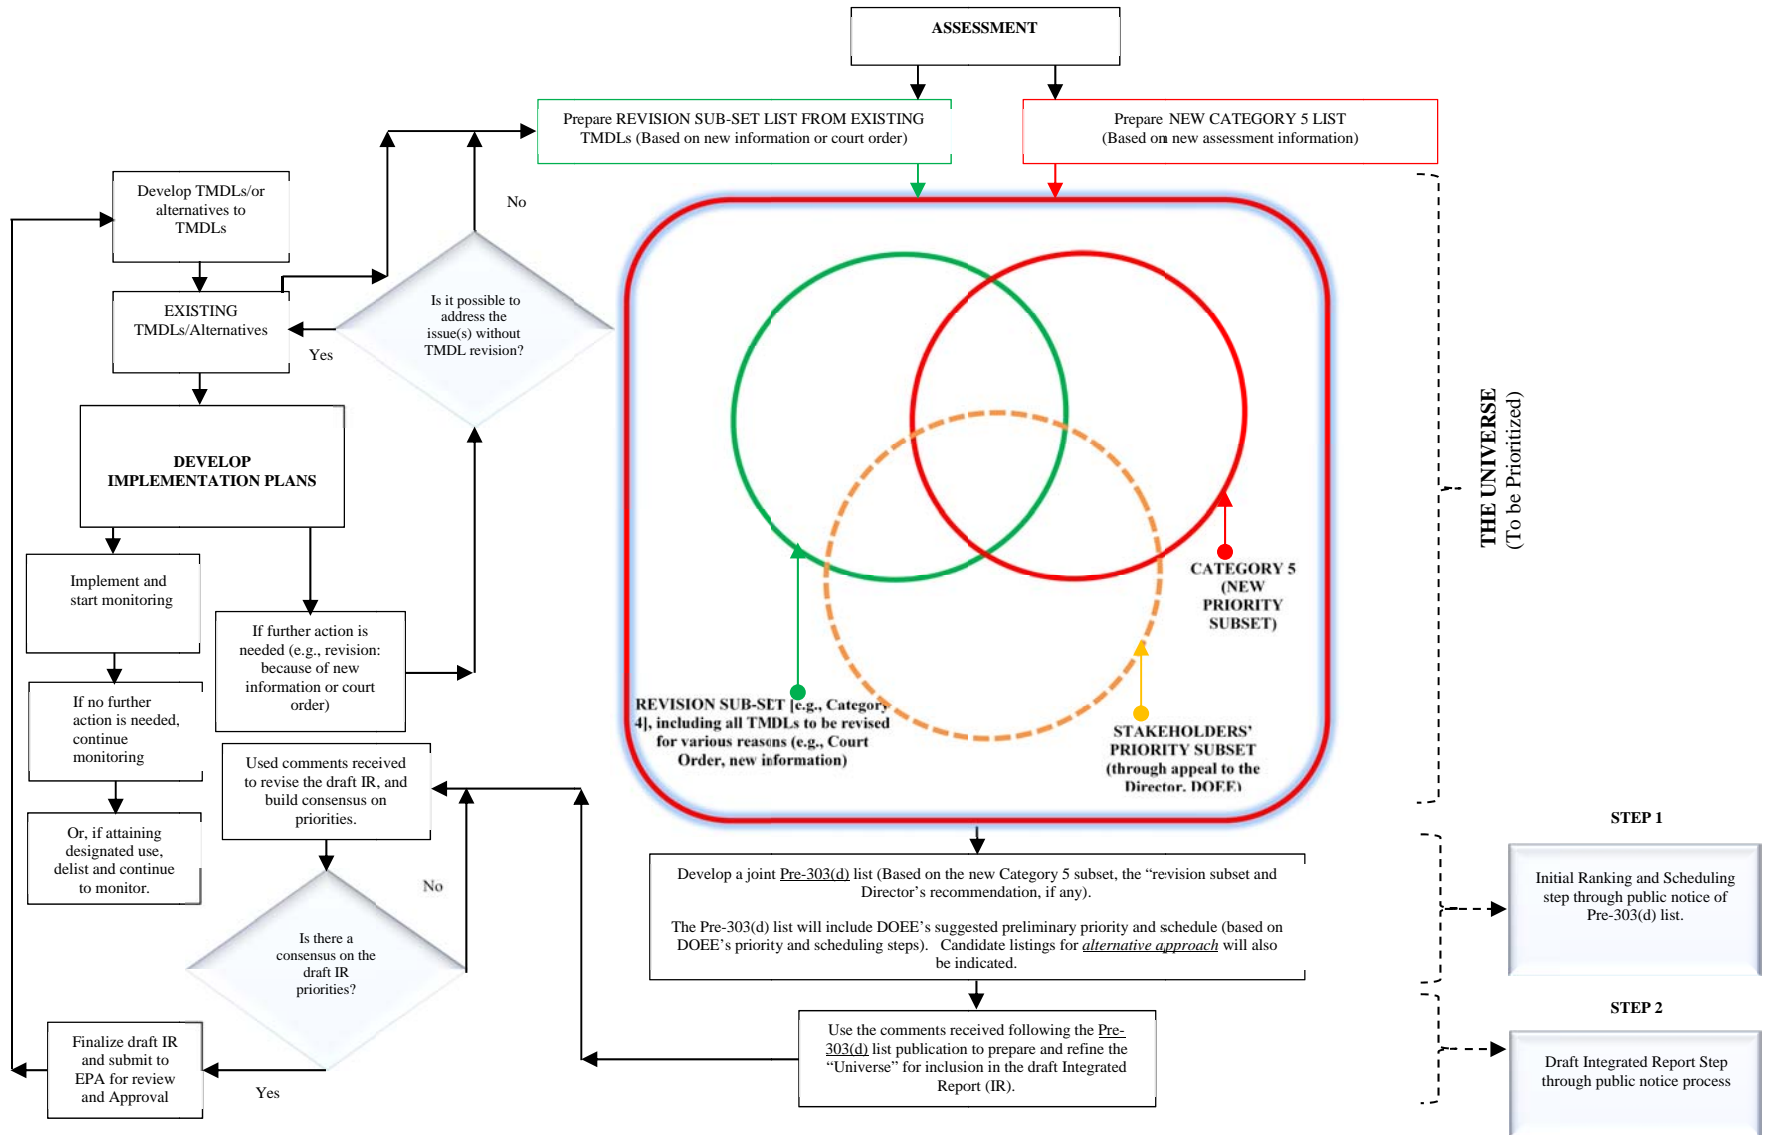 ASSESSMENT
Prepare REVISION SUB-SET LIST FROM EXISTING
TMDLs (Based on new information or court order)
Prepare NEW CATEGORY 5 LIST
(Based on new assessment information)
Develop TMDLs/or
alternatives to
TMDLs
No
EXISTING
TMDLs/Alternatives
Is it possible to
address the
issue(s) without
TMDL revision?
Yes
DEVELOP
IMPLEMENTATION PLANS
THE UNIVERSE
(To be Prioritized)
Implement and
start monitoring
If further action is
needed (e.g., revision:
because of new
information or court
order)
If no further
action is needed,
continue
monitoring
Or, if attaining
designated use,
delist and continue
to monitor.
CATEGORY 5
(NEW
PRIORITY
SUBSET)
REVISION SUB-SET [e.g., Category
4], including all TMDLs to be revised
for various reasons (e.g., Court
Order, new information)
STAKEHOLDERS’
PRIORITY SUBSET
(through appeal to the
Director, DOEE)
Used comments received
to revise the draft IR, and
build consensus on
priorities.
No
Is there a
consensus on the
draft IR
priorities?
Yes
Finalize draft IR
and submit to
EPA for review
and Approval
Develop a joint Pre-303(d) list (Based on the new Category 5 subset, the “revision subset and
Director’s recommendation, if any).
The Pre-303(d) list will include DOEE’s suggested preliminary priority and schedule (based on
DOEE’s priority and scheduling steps). Candidate listings for alternative approach will also
be indicated.
Use the comments received following the Pre-
303(d) list publication to prepare and refine the
“Universe” for inclusion in the draft Integrated
Report (IR).
STEP 1
Initial Ranking and Scheduling
step through public notice of
Pre-303(d) list.
STEP 2
Draft Integrated Report Step
through public notice process